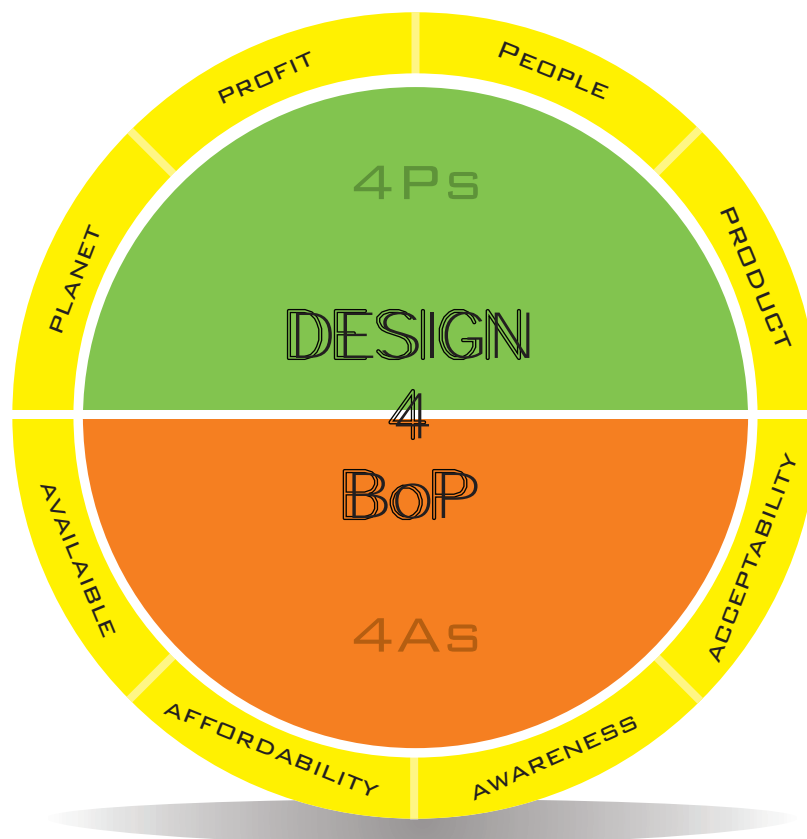 PROFIT
PEOPLE
PLANET
PRODUCT
4Ps
DESIGN
4
BoP
4As
AVAILAIBLE
ACCEPTABILITY
AFFORDABILITY
AWARENESS